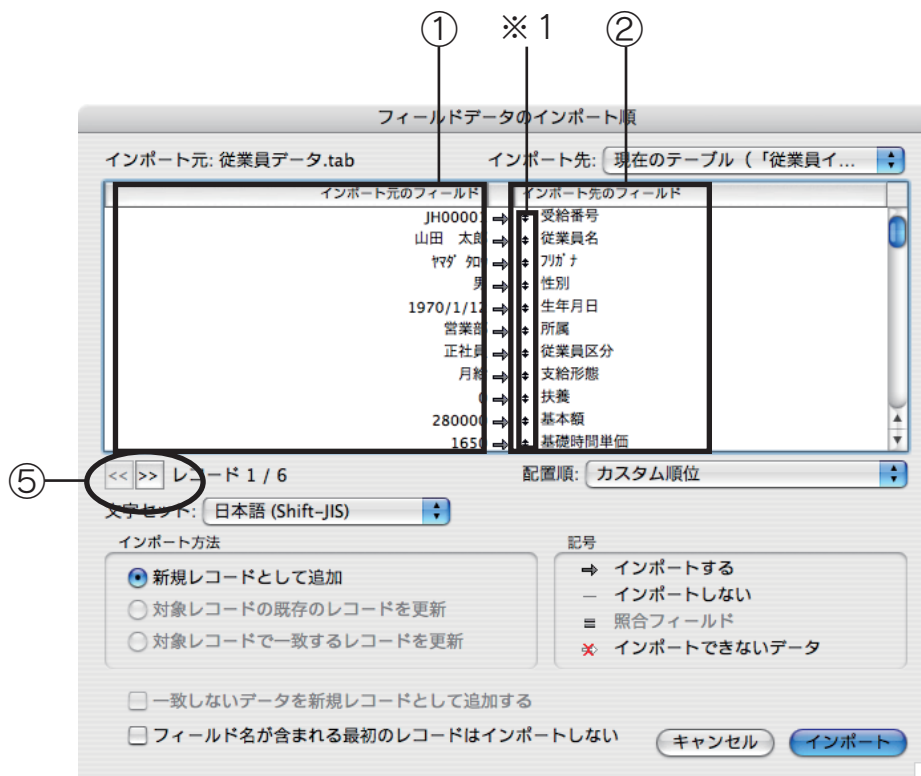 ① ※1 ②
フィールドデータのインポート順
インポート元: 従業員データ.tab インポート先: 現在のテーブル（「従業員イ...
インポート元のフィールド インポート先のフィールド
JH00001 ⇒ 受給番号
山田　太郎 ⇒ 従業員名
ﾔﾏﾀﾞ ﾀﾛｳ ⇒ ﾌﾘｶﾞﾅ
男 ⇒ 性別
1970/1/12 ⇒ 生年月日
営業部 ⇒ 所属
正社員 ⇒ 従業員区分
月給 ⇒ 支給形態
0 ⇒ 扶養
280000 ⇒ 基本額
1650 ⇒ 基礎時間単価
⑤ << >> レコード 1 / 6 配置順: カスタム順位
文字セット: 日本語 (Shift-JIS)
インポート方法 記号
新規レコードとして追加 ⇒ インポートする
対象レコードの既存のレコードを更新 － インポートしない
対象レコードで一致するレコードを更新 ≡ 照合フィールド
インポートできないデータ
一致しないデータを新規レコードとして追加する
フィールド名が含まれる最初のレコードはインポートしない キャンセル インポート